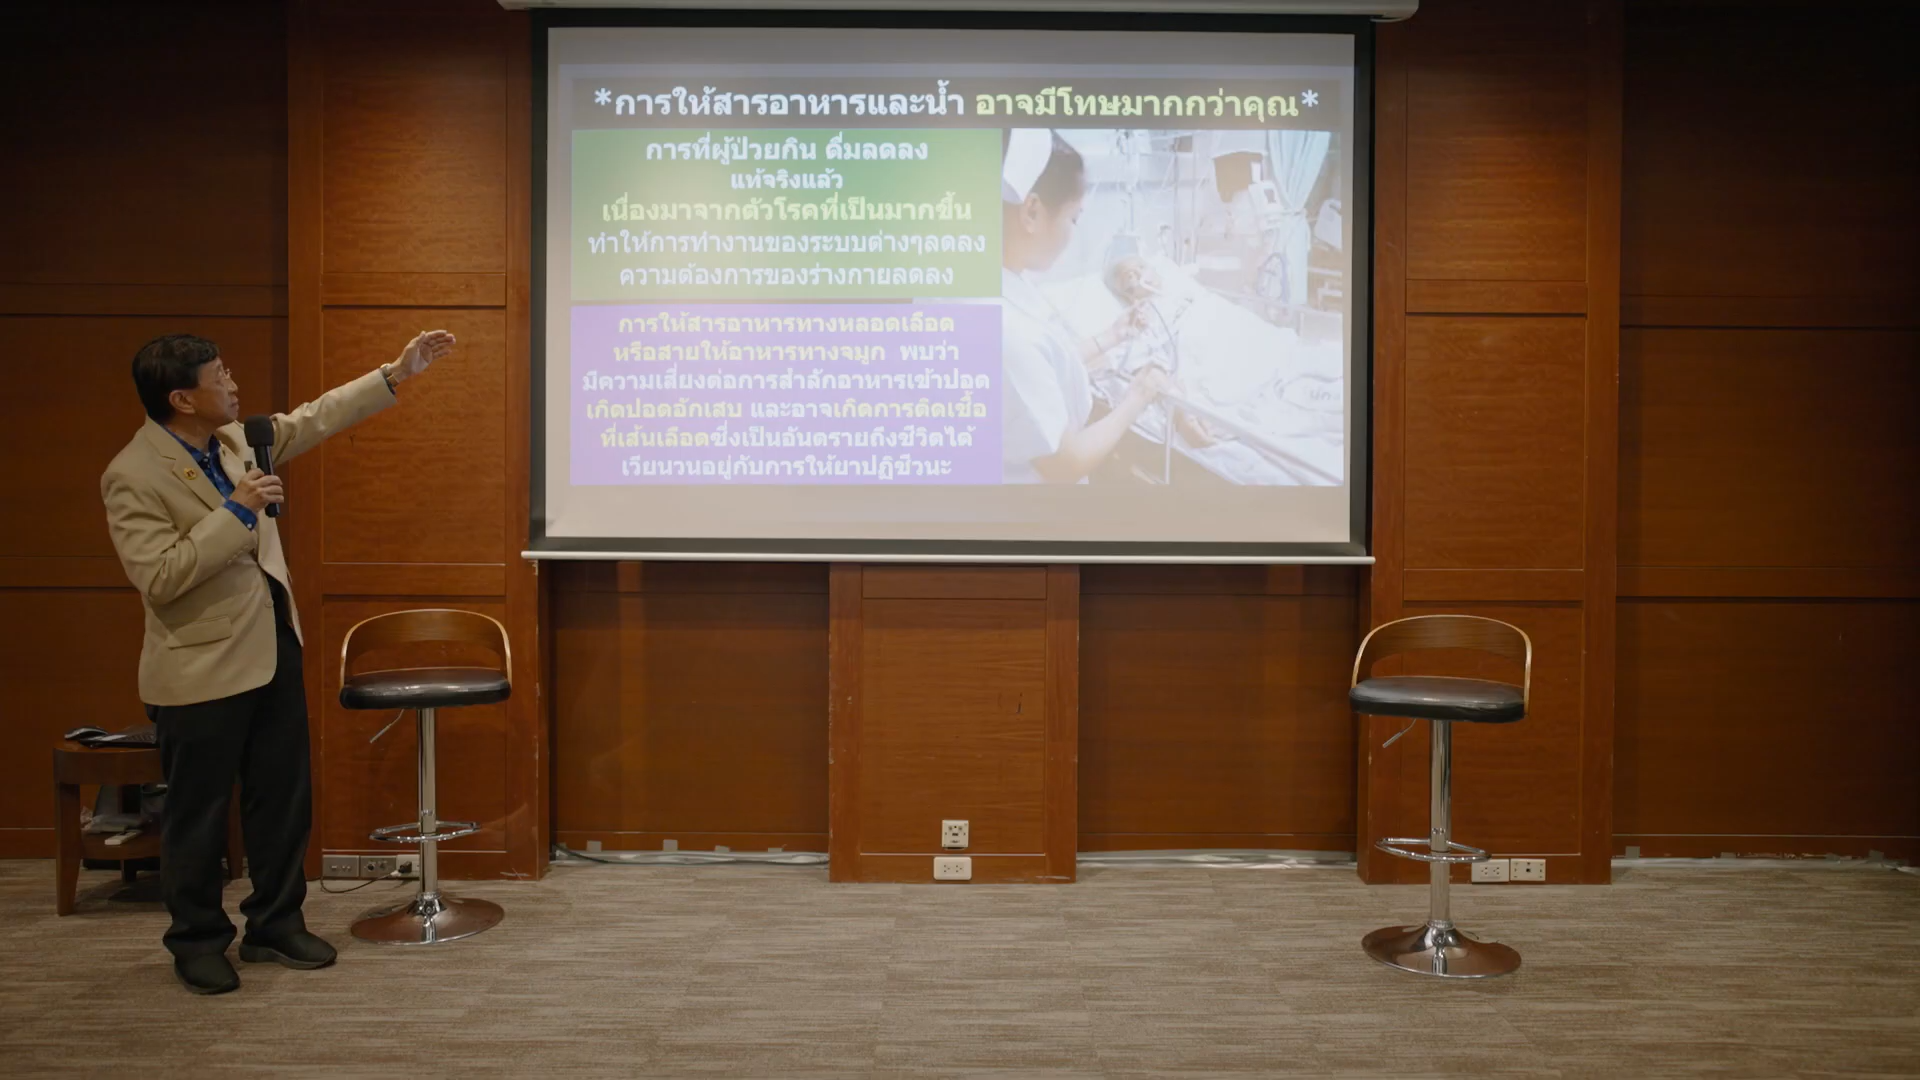 *การให้สารอาหารและน้ำ อาจมีโทษมากกว่าคุณ*
การที่ผู้ป่วยกิน ดื่มลดลง
แท้จริงแล้ว
เนื่องมาจากตัวโรคที่เป็นมากขึ้น
ทำให้การทำงานของระบบต่างๆลดลง
ความต้องการของร่างกายลดลง
การให้สารอาหารทางหลอดเลือด
หรือสายให้อาหารทางจมูก พบว่า
มีความเสี่ยงต่อการสำลักอาหารเข้าปอด
เกิดปอดอักเสบ และอาจเกิดการติดเชื้อ
ที่เส้นเลือดซึ่งเป็นอันตรายถึงชีวิตได้
เวียนวนอยู่กับการให้ยาปฏิชีวนะ